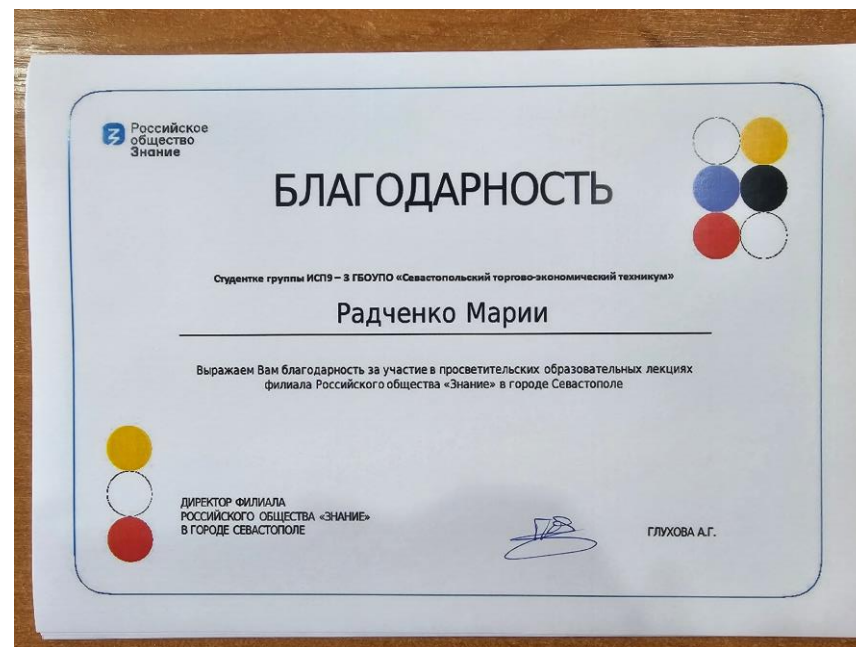 Российское
общество
Знание
БЛАГОДАРНОСТЬ
Студентке группы ИСП9 – 3 ГБОУПО «Севастопольский торгово-экономический техникум»
Радченко Марии
Выражаем Вам благодарность за участие в просветительских образовательных лекциях
филиала Российского общества «Знание» в городе Севастополе
ДИРЕКТОР ФИЛИАЛА
РОССИЙСКОГО ОБЩЕСТВА «ЗНАНИЕ»
В ГОРОДЕ СЕВАСТОПОЛЕ
ГЛУХОВА А.Г.